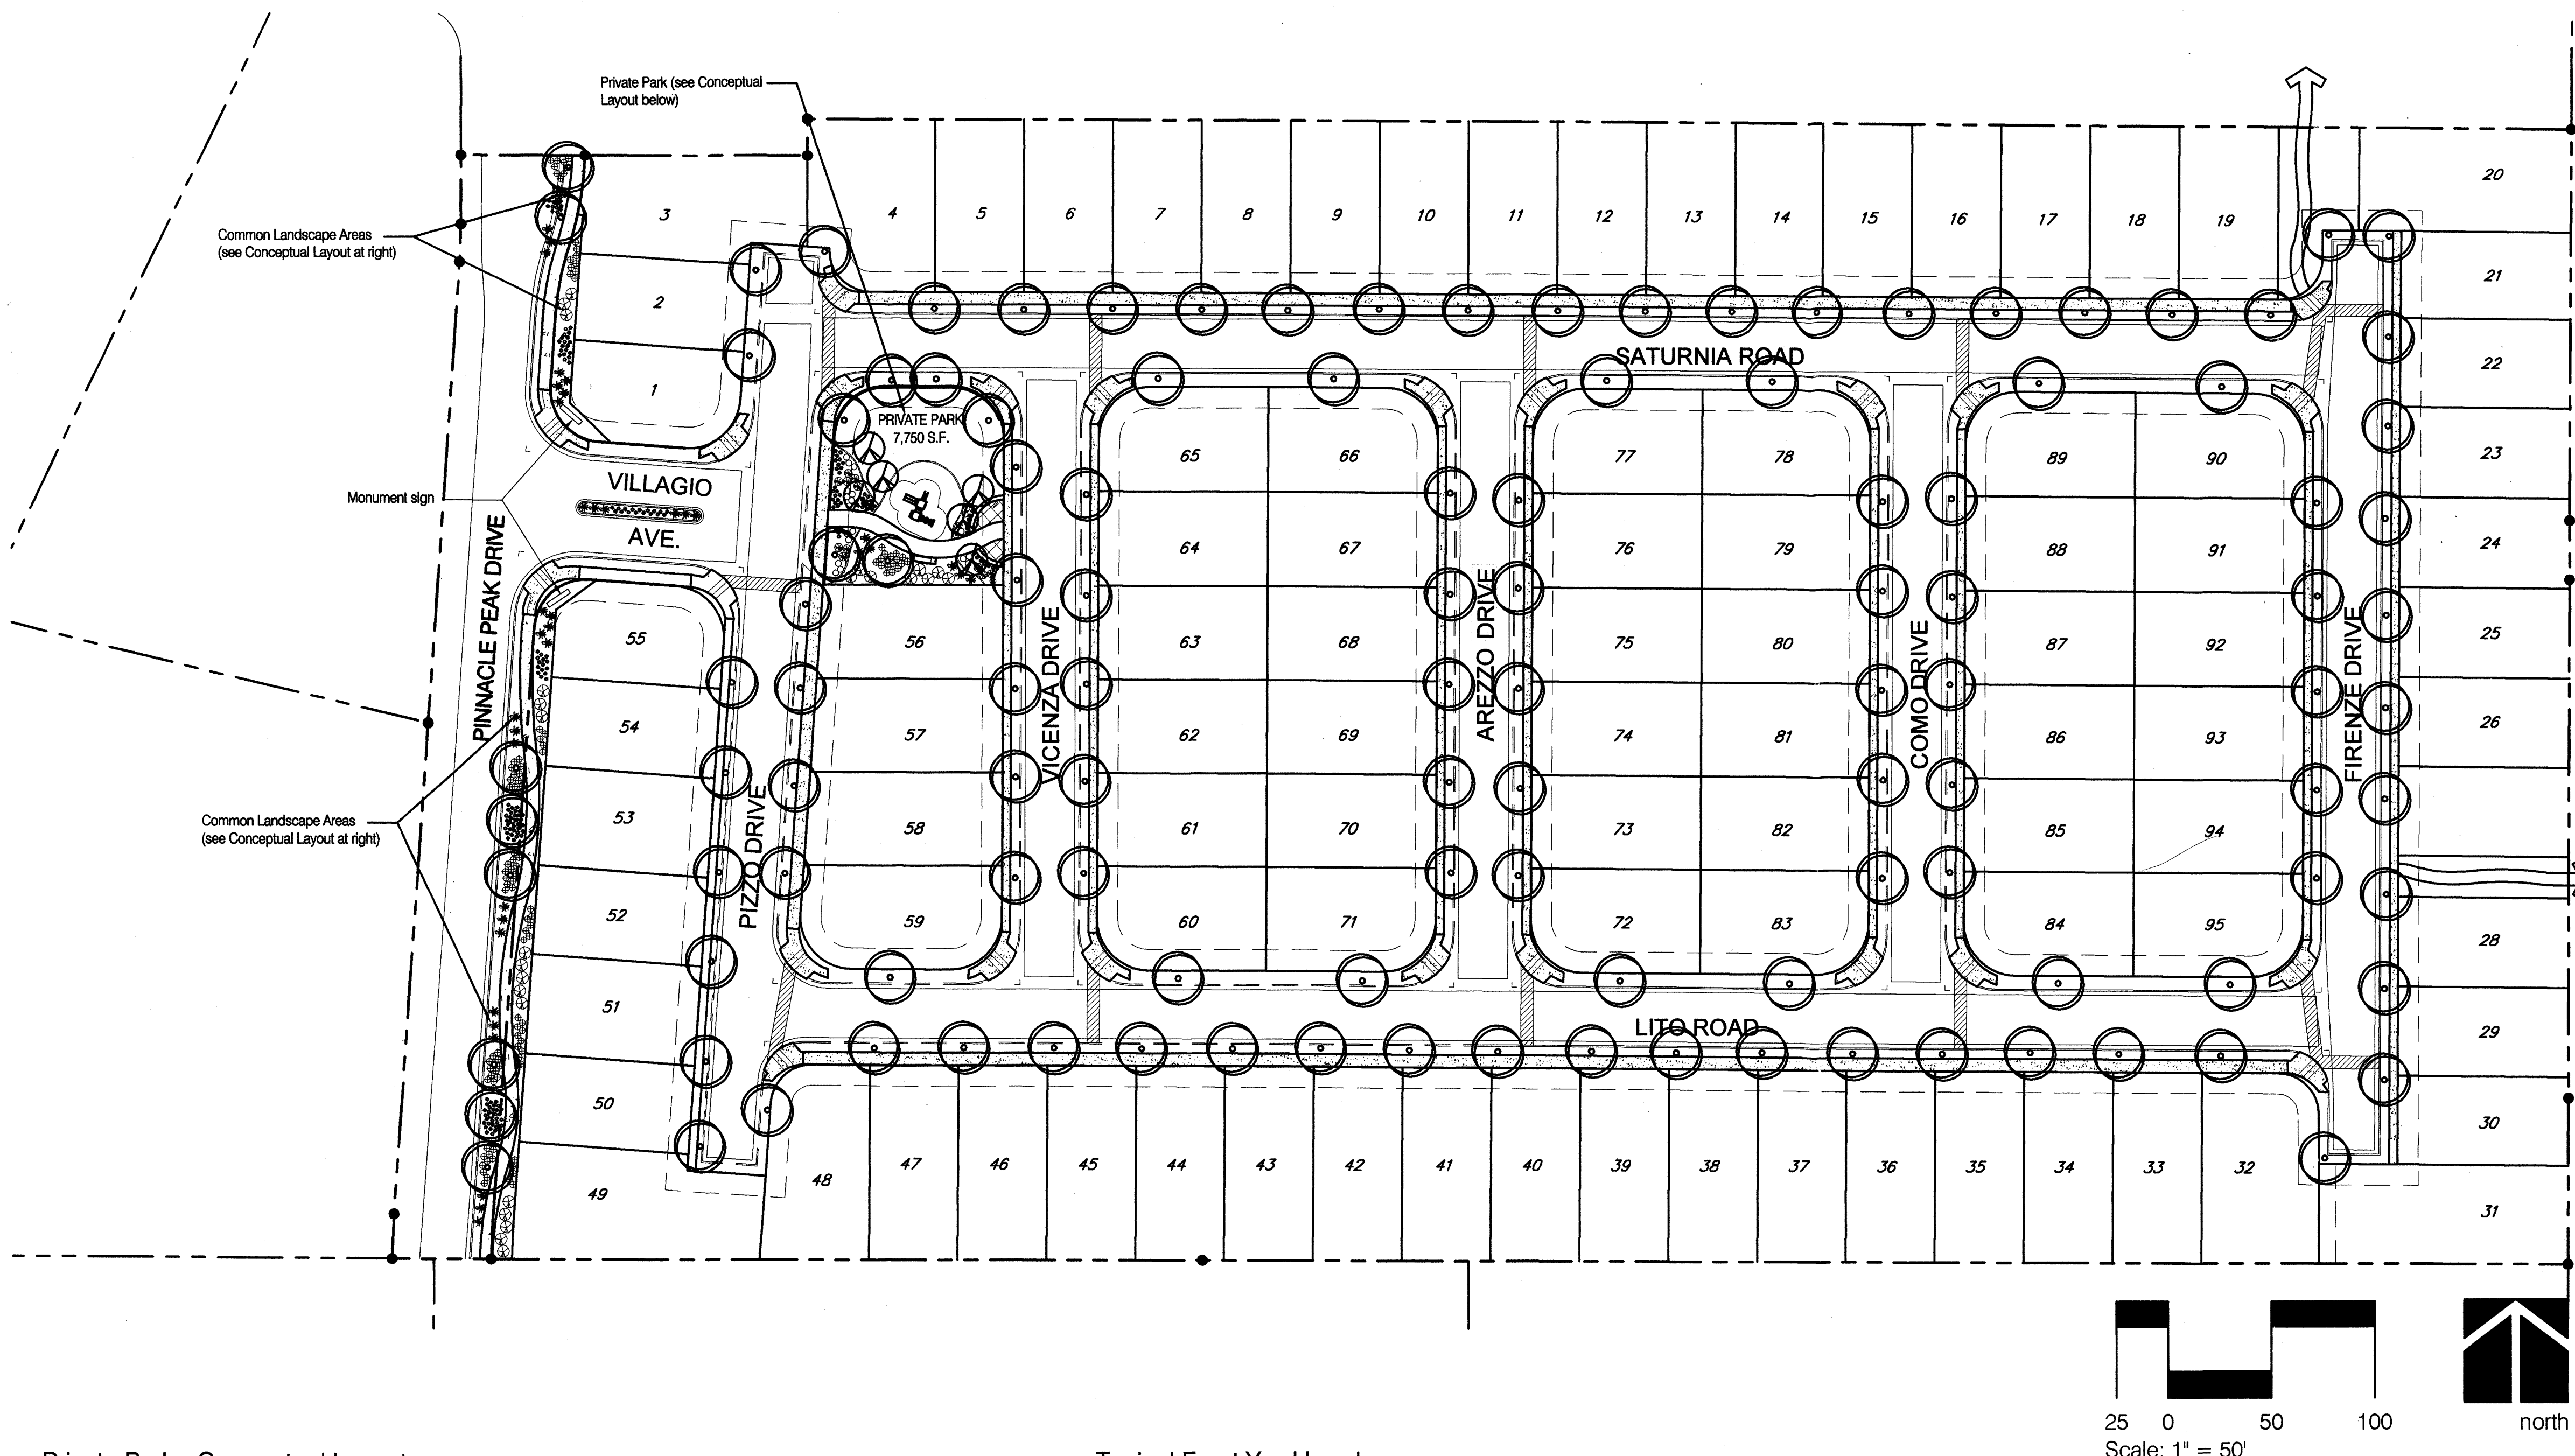 Private Park (see Conceptual
Layout below)
Common Landscape Areas
(see Conceptual Layout at right)
Monument sign
Common Landscape Areas
(see Conceptual Layout at right)
3
2
1
4 5 6 7 8 9 10 11 12 13 14 15 16 17 18 19
20
21
22
23
24
25
26
28
29
30
31
SATURNIA ROAD
PRIVATE PARK
7,750 S.F.
VILLAGIO
AVE.
PINNACLE PEAK DRIVE
PIZZO DRIVE
VICENZA DRIVE
AREZZO DRIVE
COMO DRIVE
FIRENZE DRIVE
LITO ROAD
65 66 77 78 89 90
64 67 76 79 88 91
55 56 63 68 75 80 87 92
54 57 62 69 74 81 86 93
53 58 61 70 73 82 85 94
52 59 60 71 72 83 84 95
51
50
49
48 47 46 45 44 43 42 41 40 39 38 37 36 35 34 33 32
25 0 50 100
Scale: 1" = 50'
north